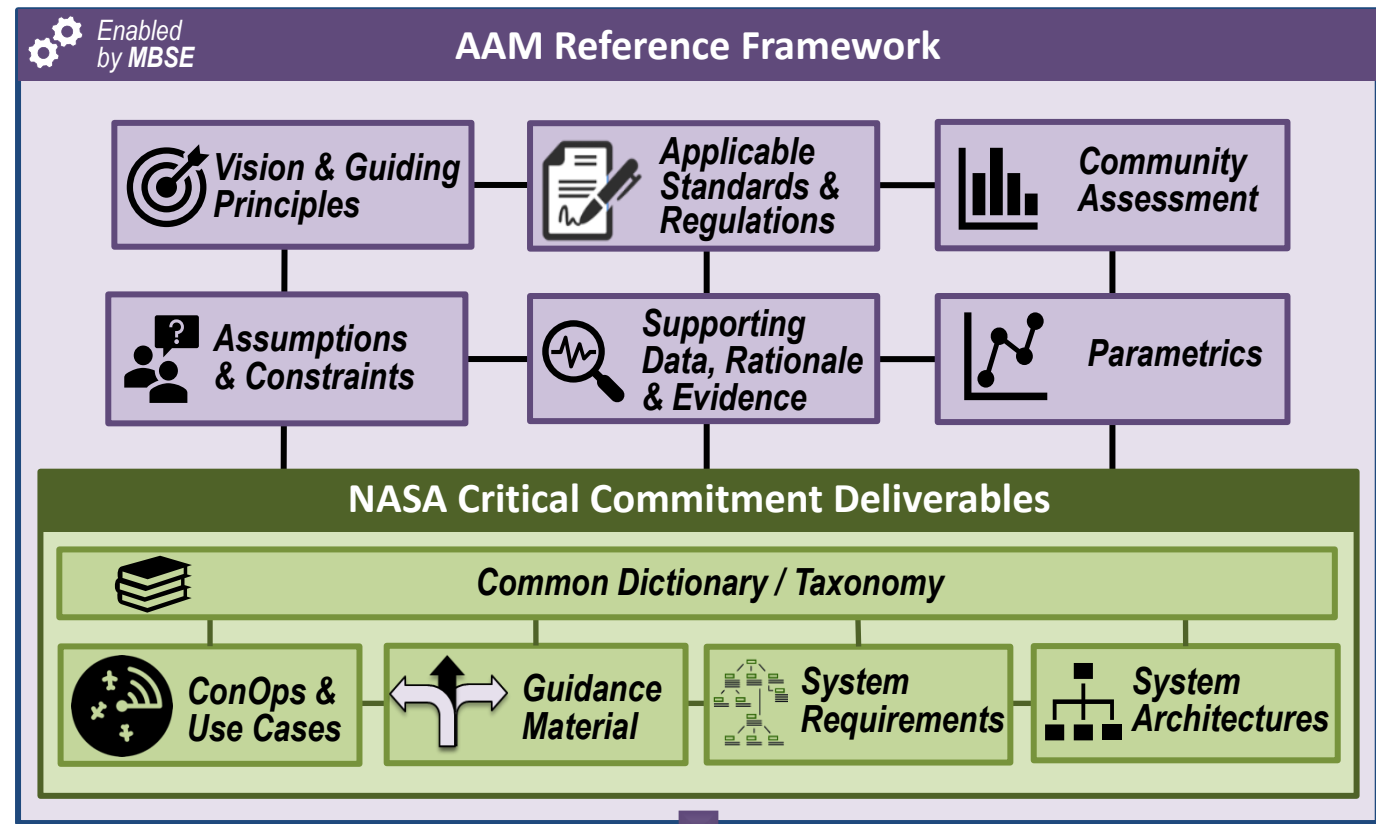 Enabled
by MBSE
AAM Reference Framework
Vision & Guiding
Principles
Applicable
Standards &
Regulations
Community
Assessment
?
Assumptions
& Constraints
Supporting
Data, Rationale
& Evidence
Parametrics
NASA Critical Commitment Deliverables
Common Dictionary / Taxonomy
ConOps &
Use Cases
Guidance
Material
System
Requirements
System
Architectures